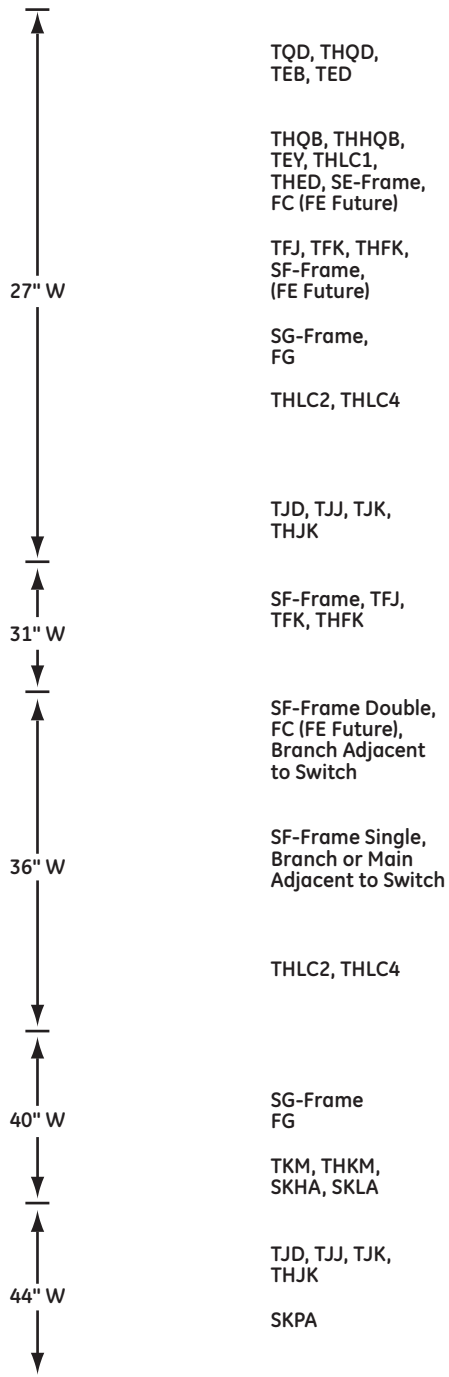 TQD, THQD,
TEB, TED
THQB, THHQB,
TEY, THLC1,
THED, SE-Frame,
FC (FE Future)
TFJ, TFK, THFK,
SF-Frame,
(FE Future)
27" W
SG-Frame,
FG
THLC2, THLC4
TJD, TJJ, TJK,
THJK
SF-Frame, TFJ,
TFK, THFK
31" W
SF-Frame Double,
FC (FE Future),
Branch Adjacent
to Switch
SF-Frame Single,
Branch or Main
Adjacent to Switch
36" W
THLC2, THLC4
SG-Frame
FG
40" W
TKM, THKM,
SKHA, SKLA
TJD, TJJ, TJK,
THJK
44" W
SKPA